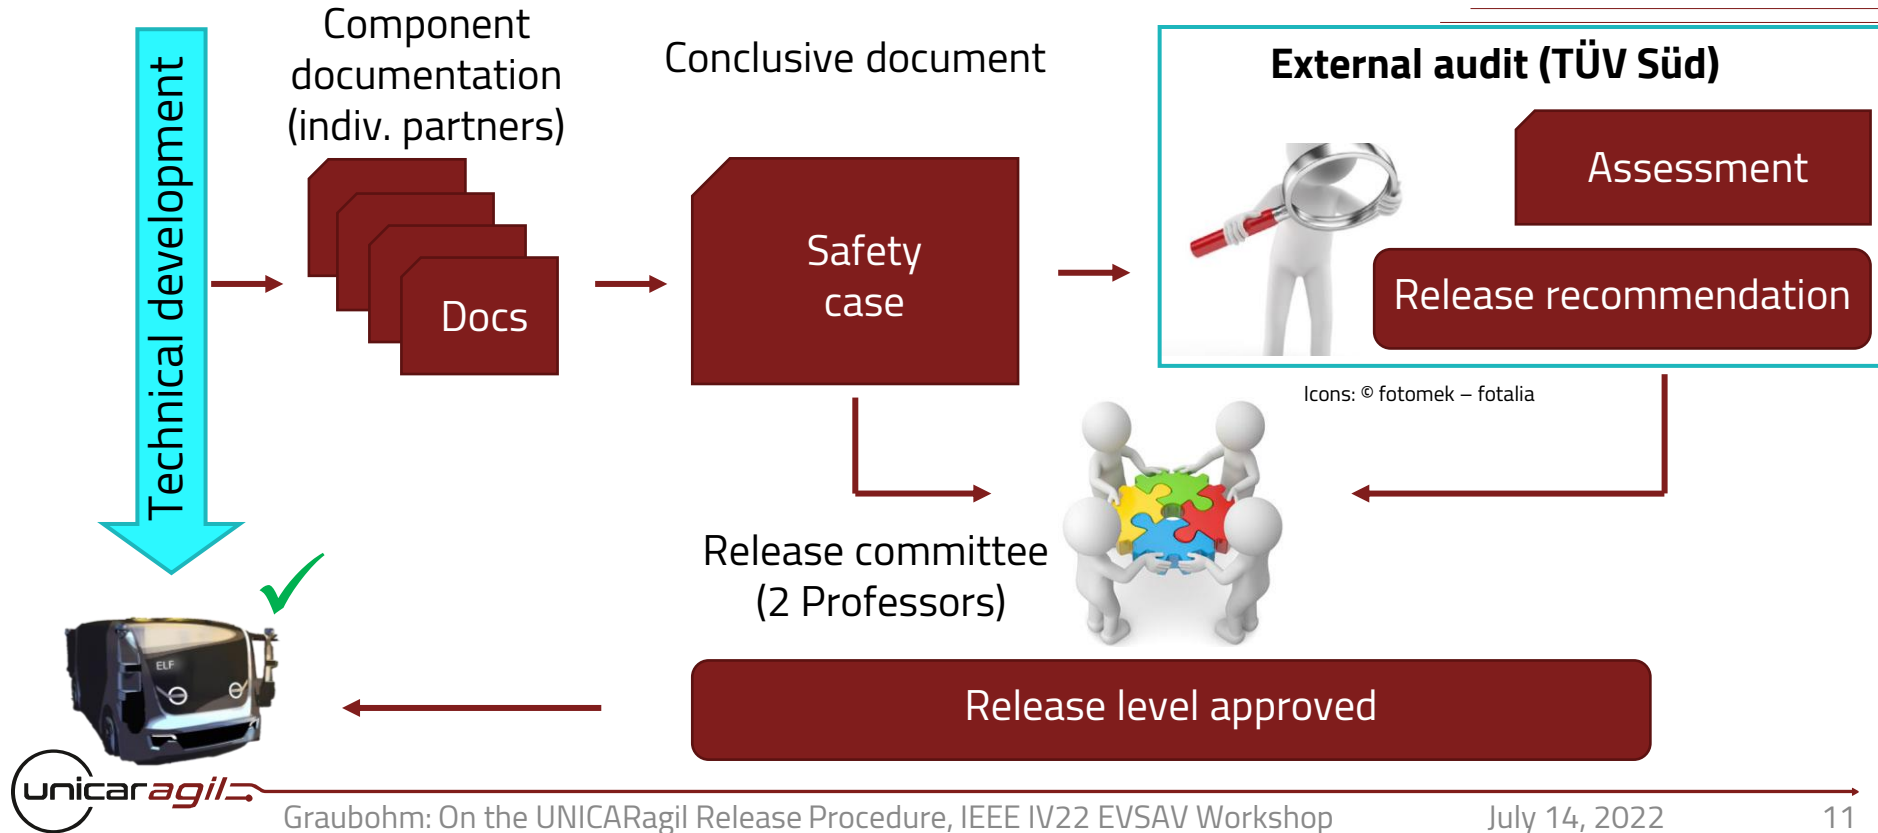 Technical development
Component
documentation
(indiv. partners)
Docs
Conclusive document
Safety
case
External audit (TÜV Süd)
Assessment
Release recommendation
Icons: © fotomek – fotalia
Release committee
(2 Professors)
Release level approved
ELF
unicaragil
Graubohm: On the UNICARagil Release Procedure, IEEE IV22 EVSAV Workshop
July 14, 2022
11